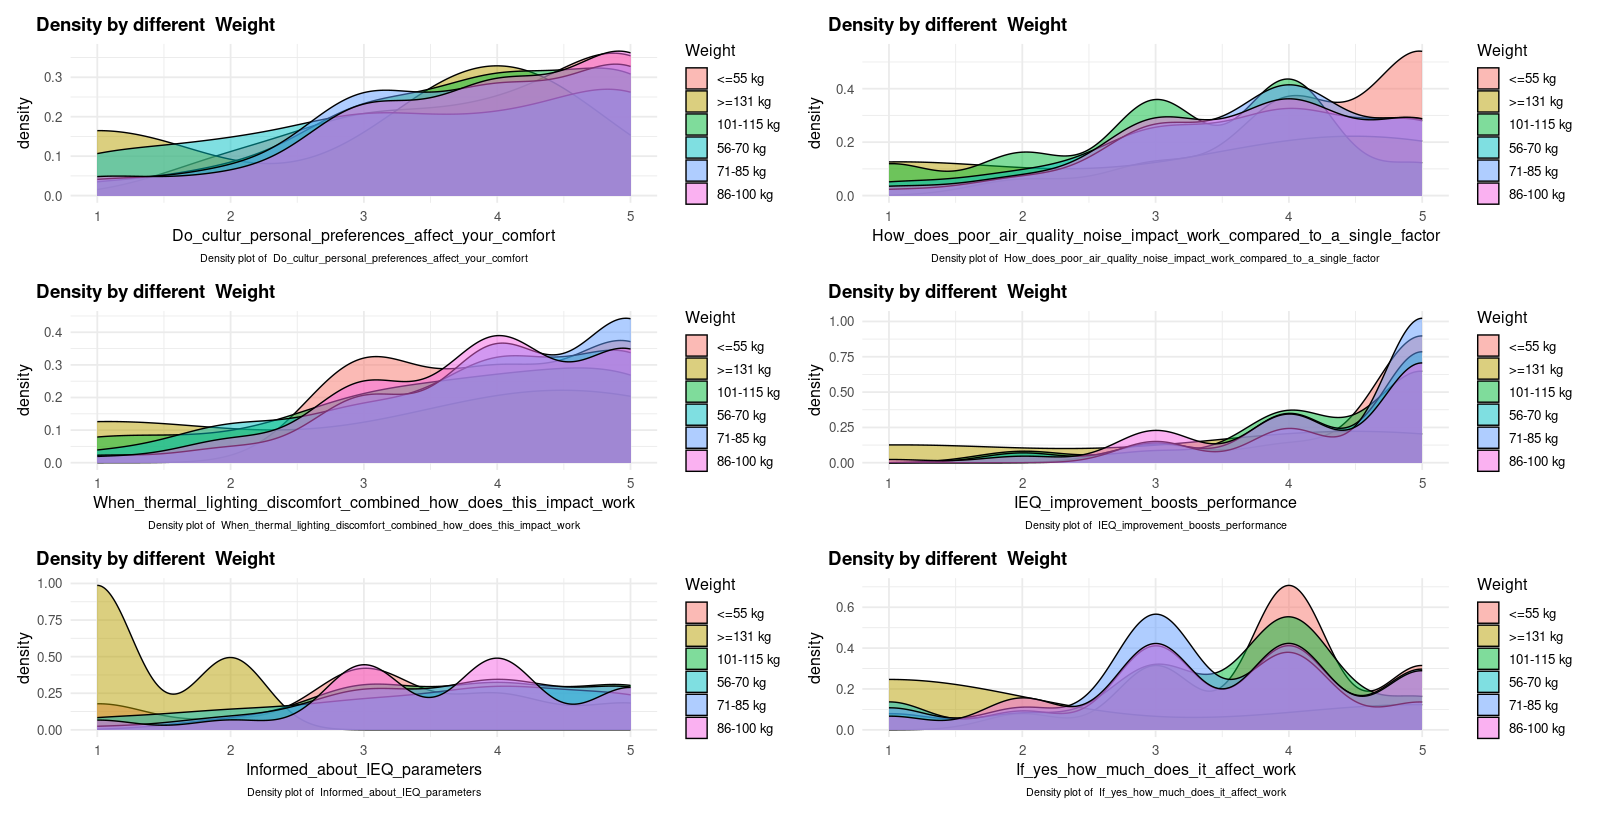 Density by different  Weight
density
0.3
0.2
0.1
0.0
1 2 3 4 5
Do_cultur_personal_preferences_affect_your_comfort
Density plot of  Do_cultur_personal_preferences_affect_your_comfort
Weight
<=55 kg
>=131 kg
101-115 kg
56-70 kg
71-85 kg
86-100 kg
Density by different  Weight
density
0.4
0.2
0.0
1 2 3 4 5
How_does_poor_air_quality_noise_impact_work_compared_to_a_single_factor
Density plot of  How_does_poor_air_quality_noise_impact_work_compared_to_a_single_factor
Weight
<=55 kg
>=131 kg
101-115 kg
56-70 kg
71-85 kg
86-100 kg
Density by different  Weight
density
0.4
0.3
0.2
0.1
0.0
1 2 3 4 5
When_thermal_lighting_discomfort_combined_how_does_this_impact_work
Density plot of  When_thermal_lighting_discomfort_combined_how_does_this_impact_work
Weight
<=55 kg
>=131 kg
101-115 kg
56-70 kg
71-85 kg
86-100 kg
Density by different  Weight
density
1.00
0.75
0.50
0.25
0.00
1 2 3 4 5
IEQ_improvement_boosts_performance
Density plot of  IEQ_improvement_boosts_performance
Weight
<=55 kg
>=131 kg
101-115 kg
56-70 kg
71-85 kg
86-100 kg
Density by different  Weight
density
1.00
0.75
0.50
0.25
0.00
1 2 3 4 5
Informed_about_IEQ_parameters
Density plot of  Informed_about_IEQ_parameters
Weight
<=55 kg
>=131 kg
101-115 kg
56-70 kg
71-85 kg
86-100 kg
Density by different  Weight
density
0.6
0.4
0.2
0.0
1 2 3 4 5
If_yes_how_much_does_it_affect_work
Density plot of  If_yes_how_much_does_it_affect_work
Weight
<=55 kg
>=131 kg
101-115 kg
56-70 kg
71-85 kg
86-100 kg